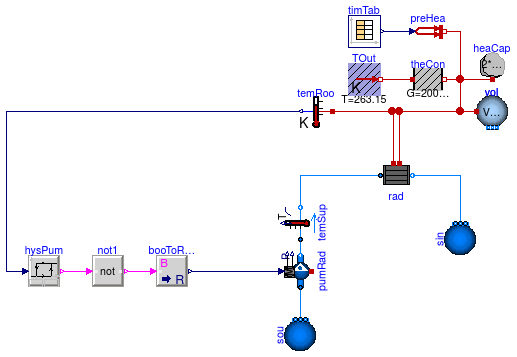 timTab
preHea
TOut
K
T=263.15
theCon
G=200...
heaCap
2*...
vol
V...
temRoo
K
rad
T
temSup
sin
hysPum
not1
not
booToR...
B
R
pumRad
M
sou